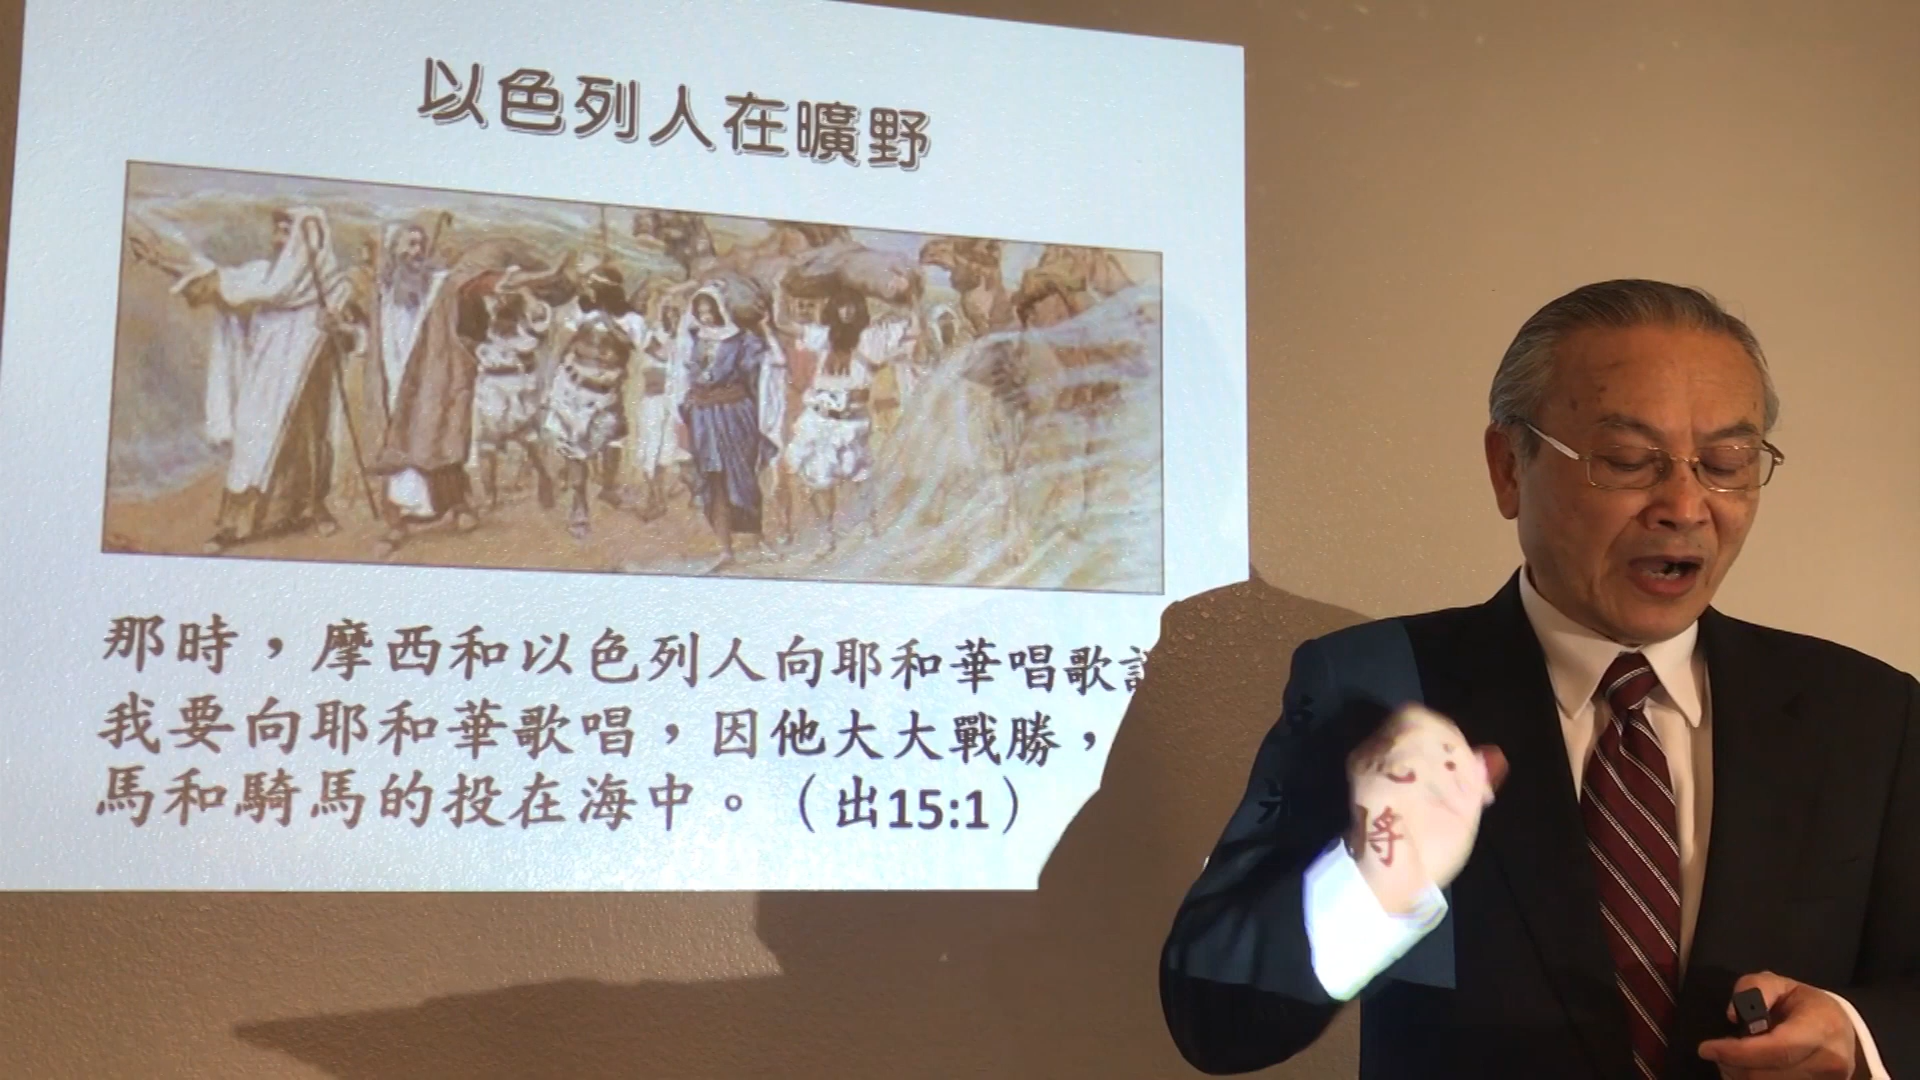 以色列人在曠野
那時，摩西和以色列人向耶和華唱歌說：
我要向耶和華歌唱，因他大大戰勝，將
馬和騎馬的投在海中。（出15:1）